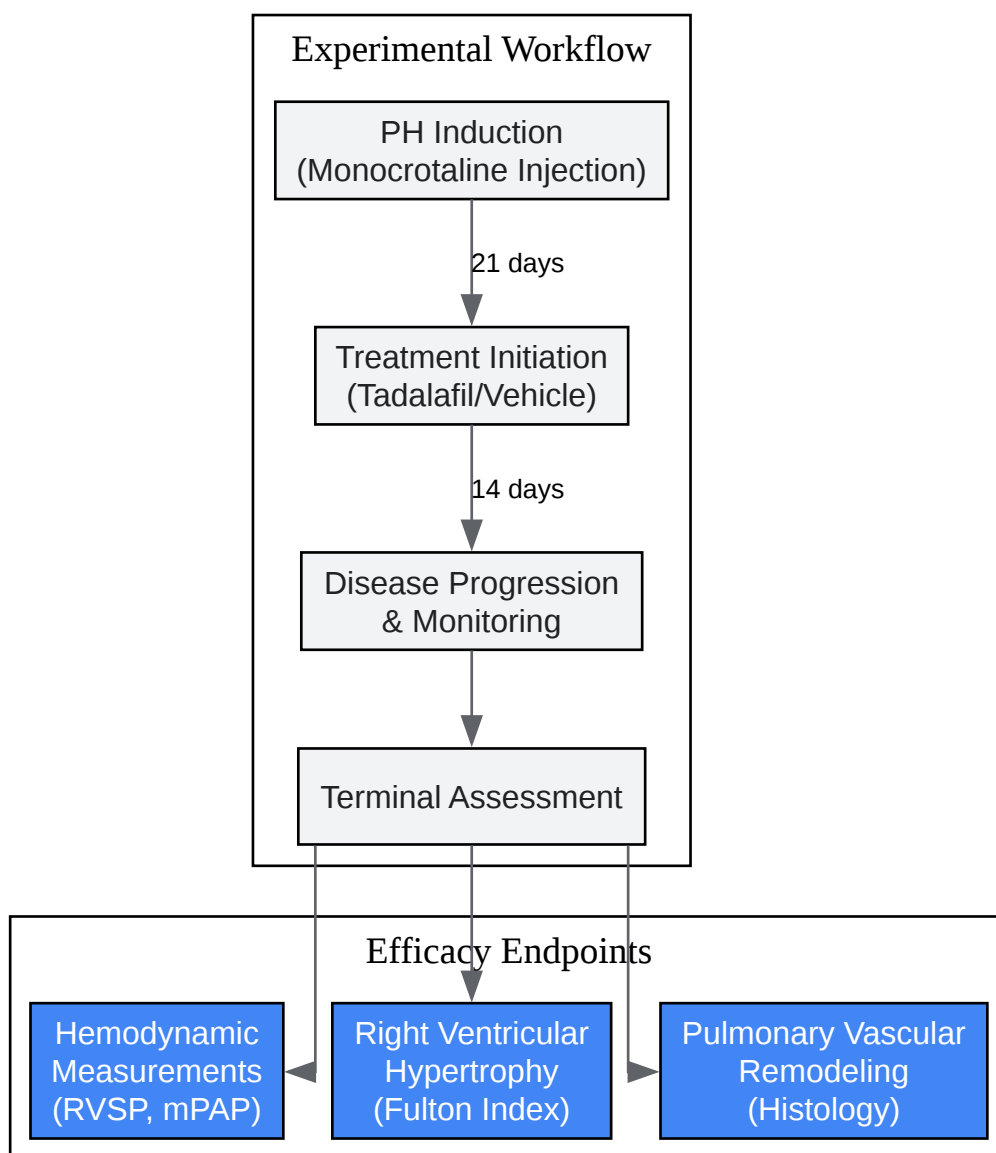 Experimental Workflow
PH Induction
(Monocrotaline Injection)
21 days
Treatment Initiation
(Tadalafil/Vehicle)
14 days
Disease Progression
& Monitoring
Terminal Assessment
Efficacy Endpoints
Hemodynamic
Measurements
(RVSP, mPAP)
Right Ventricular
Hypertrophy
(Fulton Index)
Pulmonary Vascular
Remodeling
(Histology)